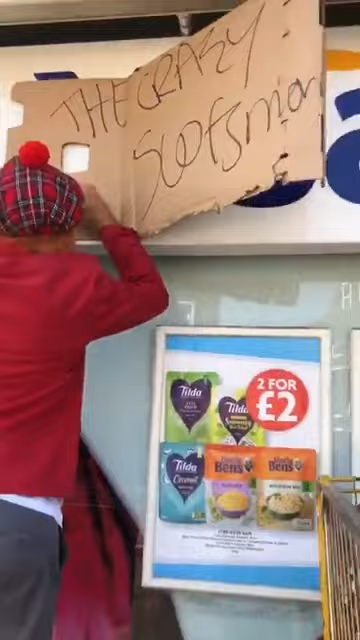 THE CRAZY
Scotsman
Tilda
Tilda
2 FOR
£2
Tilda
Coconut
Uncle Ben's
Uncle Ben's